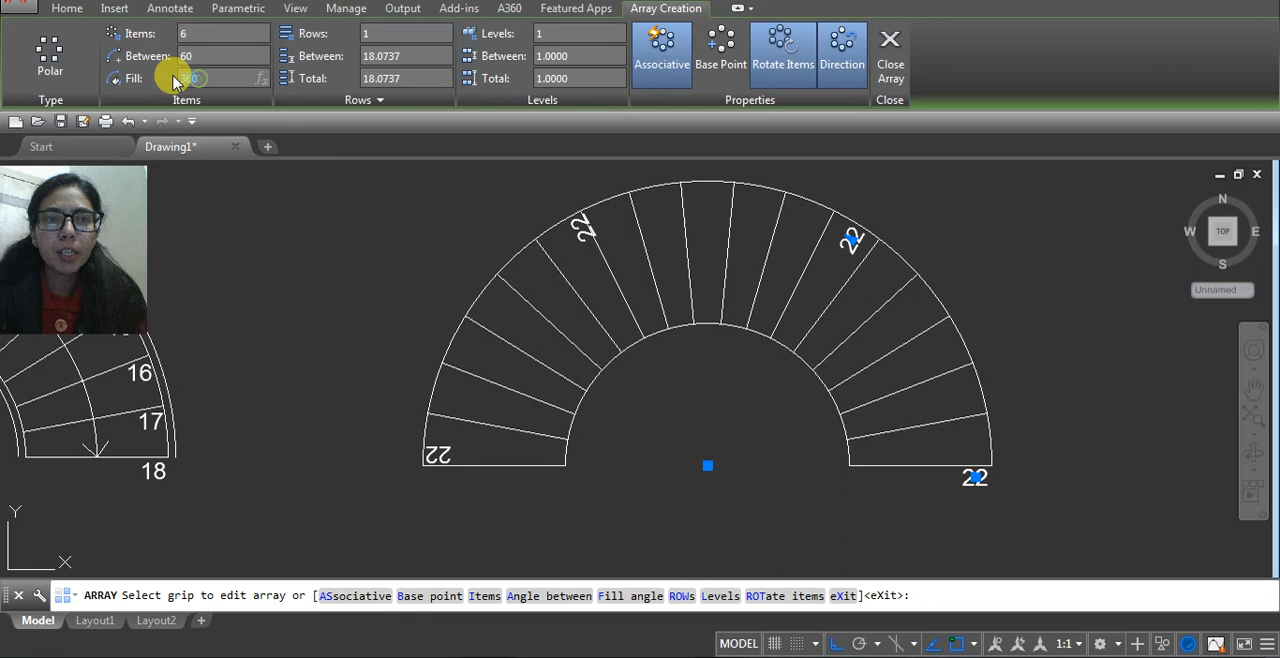 Home Insert Annotate Parametric View Manage Output Add-ins A360 Featured Apps Array Creation
Items: 6 Rows: 1 Levels: 1
Between: 60 Between: 18.0737 Between: 1.0000
Fill: 360 Total: 18.0737 Total: 1.0000
Polar Associative Base Point Rotate Items Direction Close Array
Type Items Rows Levels Properties Close
Start Drawing1*
N
W TOP E
S
Unnamed
22 22
16
17
22
18
22
Y
X
ARRAY Select grip to edit array or [ASsociative Base point Items Angle between Fill angle ROWs Levels ROTate items eXit]<eXit>:
Model Layout1 Layout2
MODEL 1:1